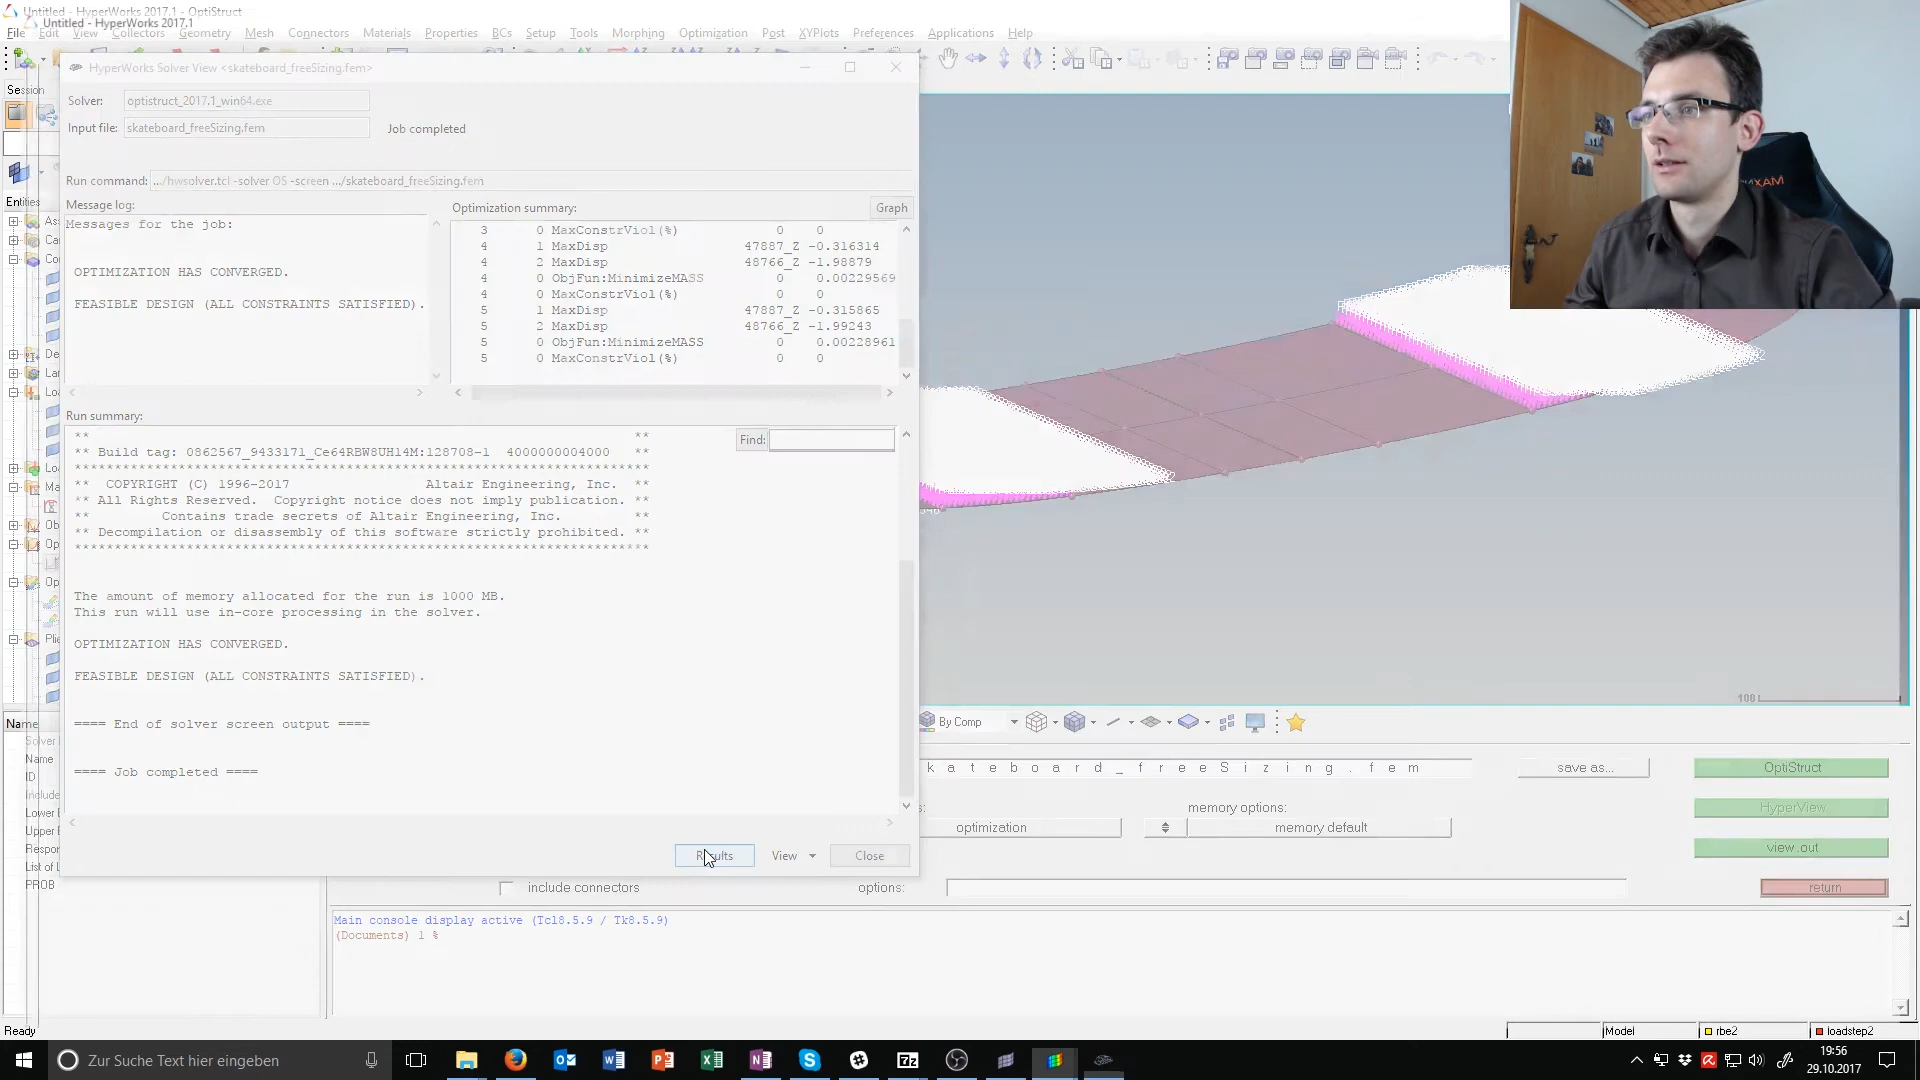 Untitled - HyperWorks 2017.1 - OptiStruct
Untitled - HyperWorks 2017.1
File Edit View Collectors Geometry Mesh Connectors Materials Properties BCs Setup Tools Morphing Optimization Post XYPlots Preferences Applications Help
HyperWorks Solver View <skateboard_freeSizing.fem>
Solver: optistruct_2017.1_win64.exe
Input file: skateboard_freeSizing.fem Job completed
Run command: .../hwsolver.tcl -solver OS -screen .../skateboard_freeSizing.fem
Message log:
Messages for the job:
OPTIMIZATION HAS CONVERGED.
FEASIBLE DESIGN (ALL CONSTRAINTS SATISFIED).
Optimization summary: Graph
3 0 MaxConstrViol(%) 0 0
4 1 MaxDisp 47887_Z -0.316314
4 2 MaxDisp 48766_Z -1.98879
4 0 ObjFun:MinimizeMASS 0 0.00229569
4 0 MaxConstrViol(%) 0 0
5 1 MaxDisp 47887_Z -0.315865
5 2 MaxDisp 48766_Z -1.99243
5 0 ObjFun:MinimizeMASS 0 0.00228961
5 0 MaxConstrViol(%) 0 0
Run summary:
Find:
** **
** Build tag: 0862567_9433171_Ce64RBW8UH14M:128708-1 4000000004000 **
************************************************************************
** COPYRIGHT (C) 1996-2017 Altair Engineering, Inc. **
** All Rights Reserved. Copyright notice does not imply publication. **
** Contains trade secrets of Altair Engineering, Inc. **
** Decompilation or disassembly of this software strictly prohibited. **
************************************************************************
The amount of memory allocated for the run is 1000 MB.
This run will use in-core processing in the solver.
OPTIMIZATION HAS CONVERGED.
FEASIBLE DESIGN (ALL CONSTRAINTS SATISFIED).
==== End of solver screen output ====
==== Job completed ====
Results View Close
Entities
Name
Name
ID
Include
PROB
100
By Comp
kateboard_freeSizing.fem save as... OptiStruct
memory options: HyperView
optimization memory default
view .out
include connectors options: return
Main console display active (Tcl8.5.9 / Tk8.5.9)
(Documents) 1 %
Ready Model rbe2 loadstep2
Zur Suche Text hier eingeben
19:56
29.10.2017